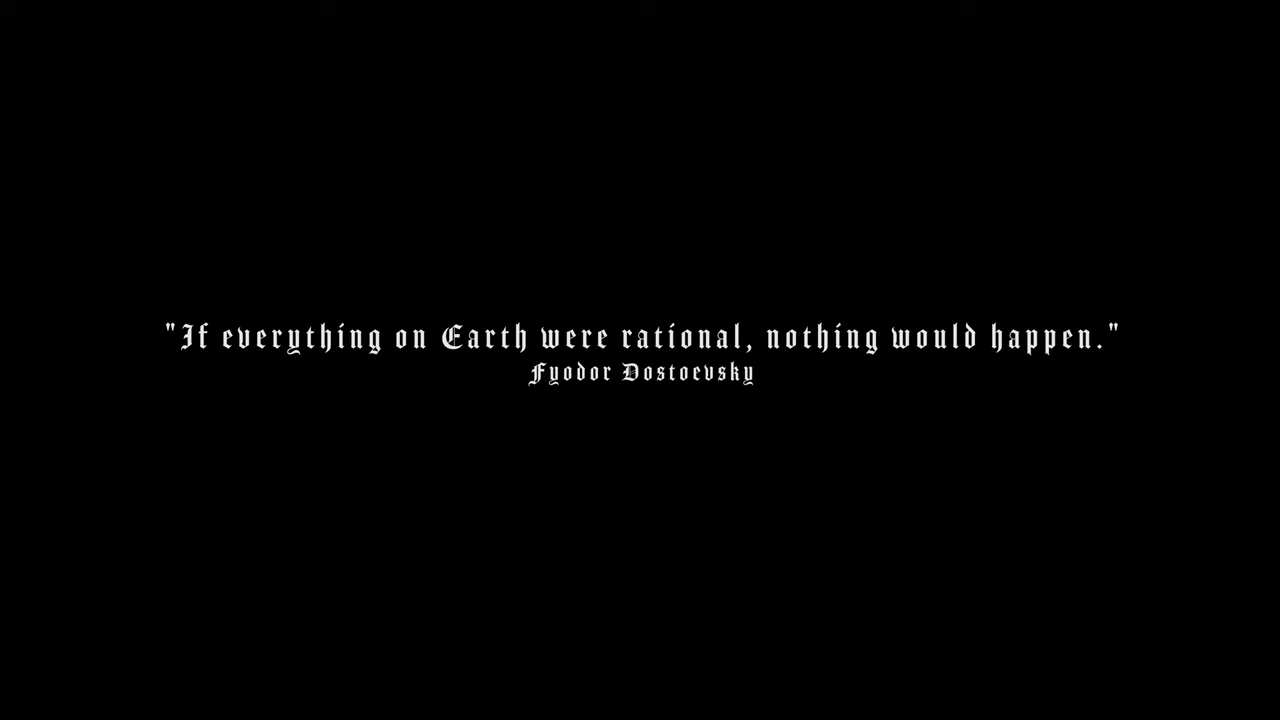 "If everything on Earth were rational, nothing would happen."
Fyodor Dostoevsky